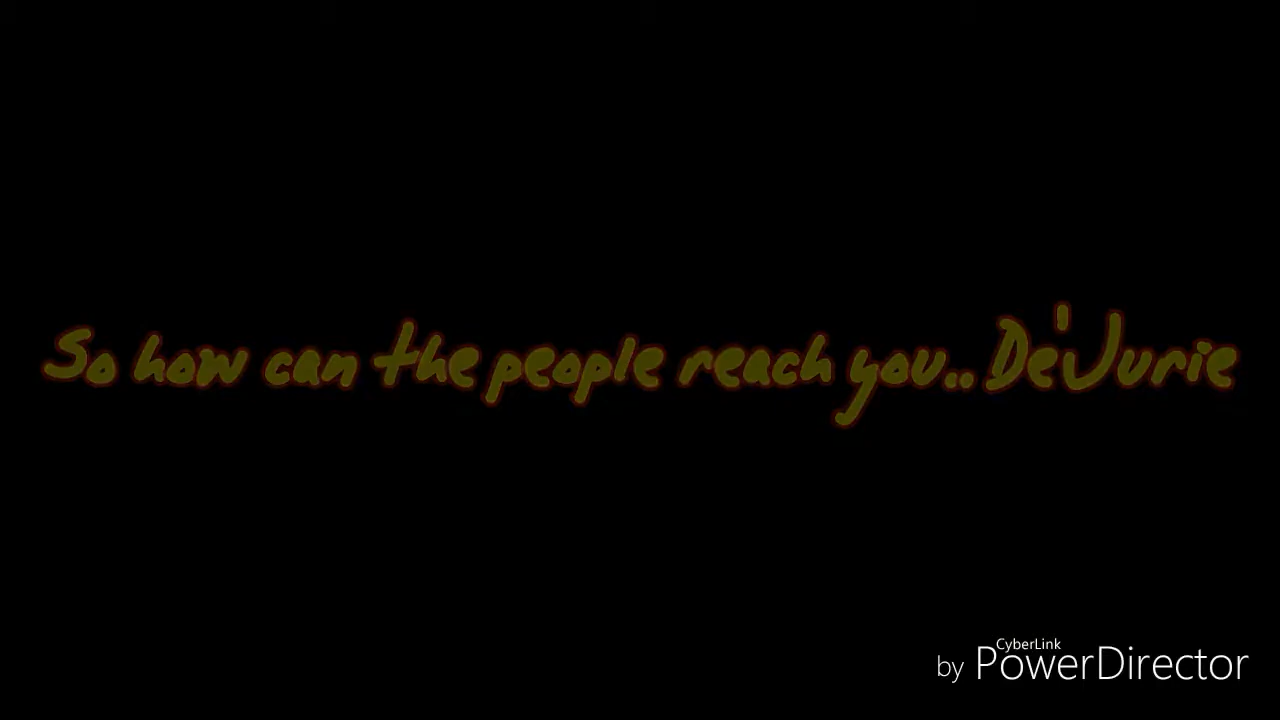 So how can the people reach you.. De'Jurie
CyberLink
by PowerDirector